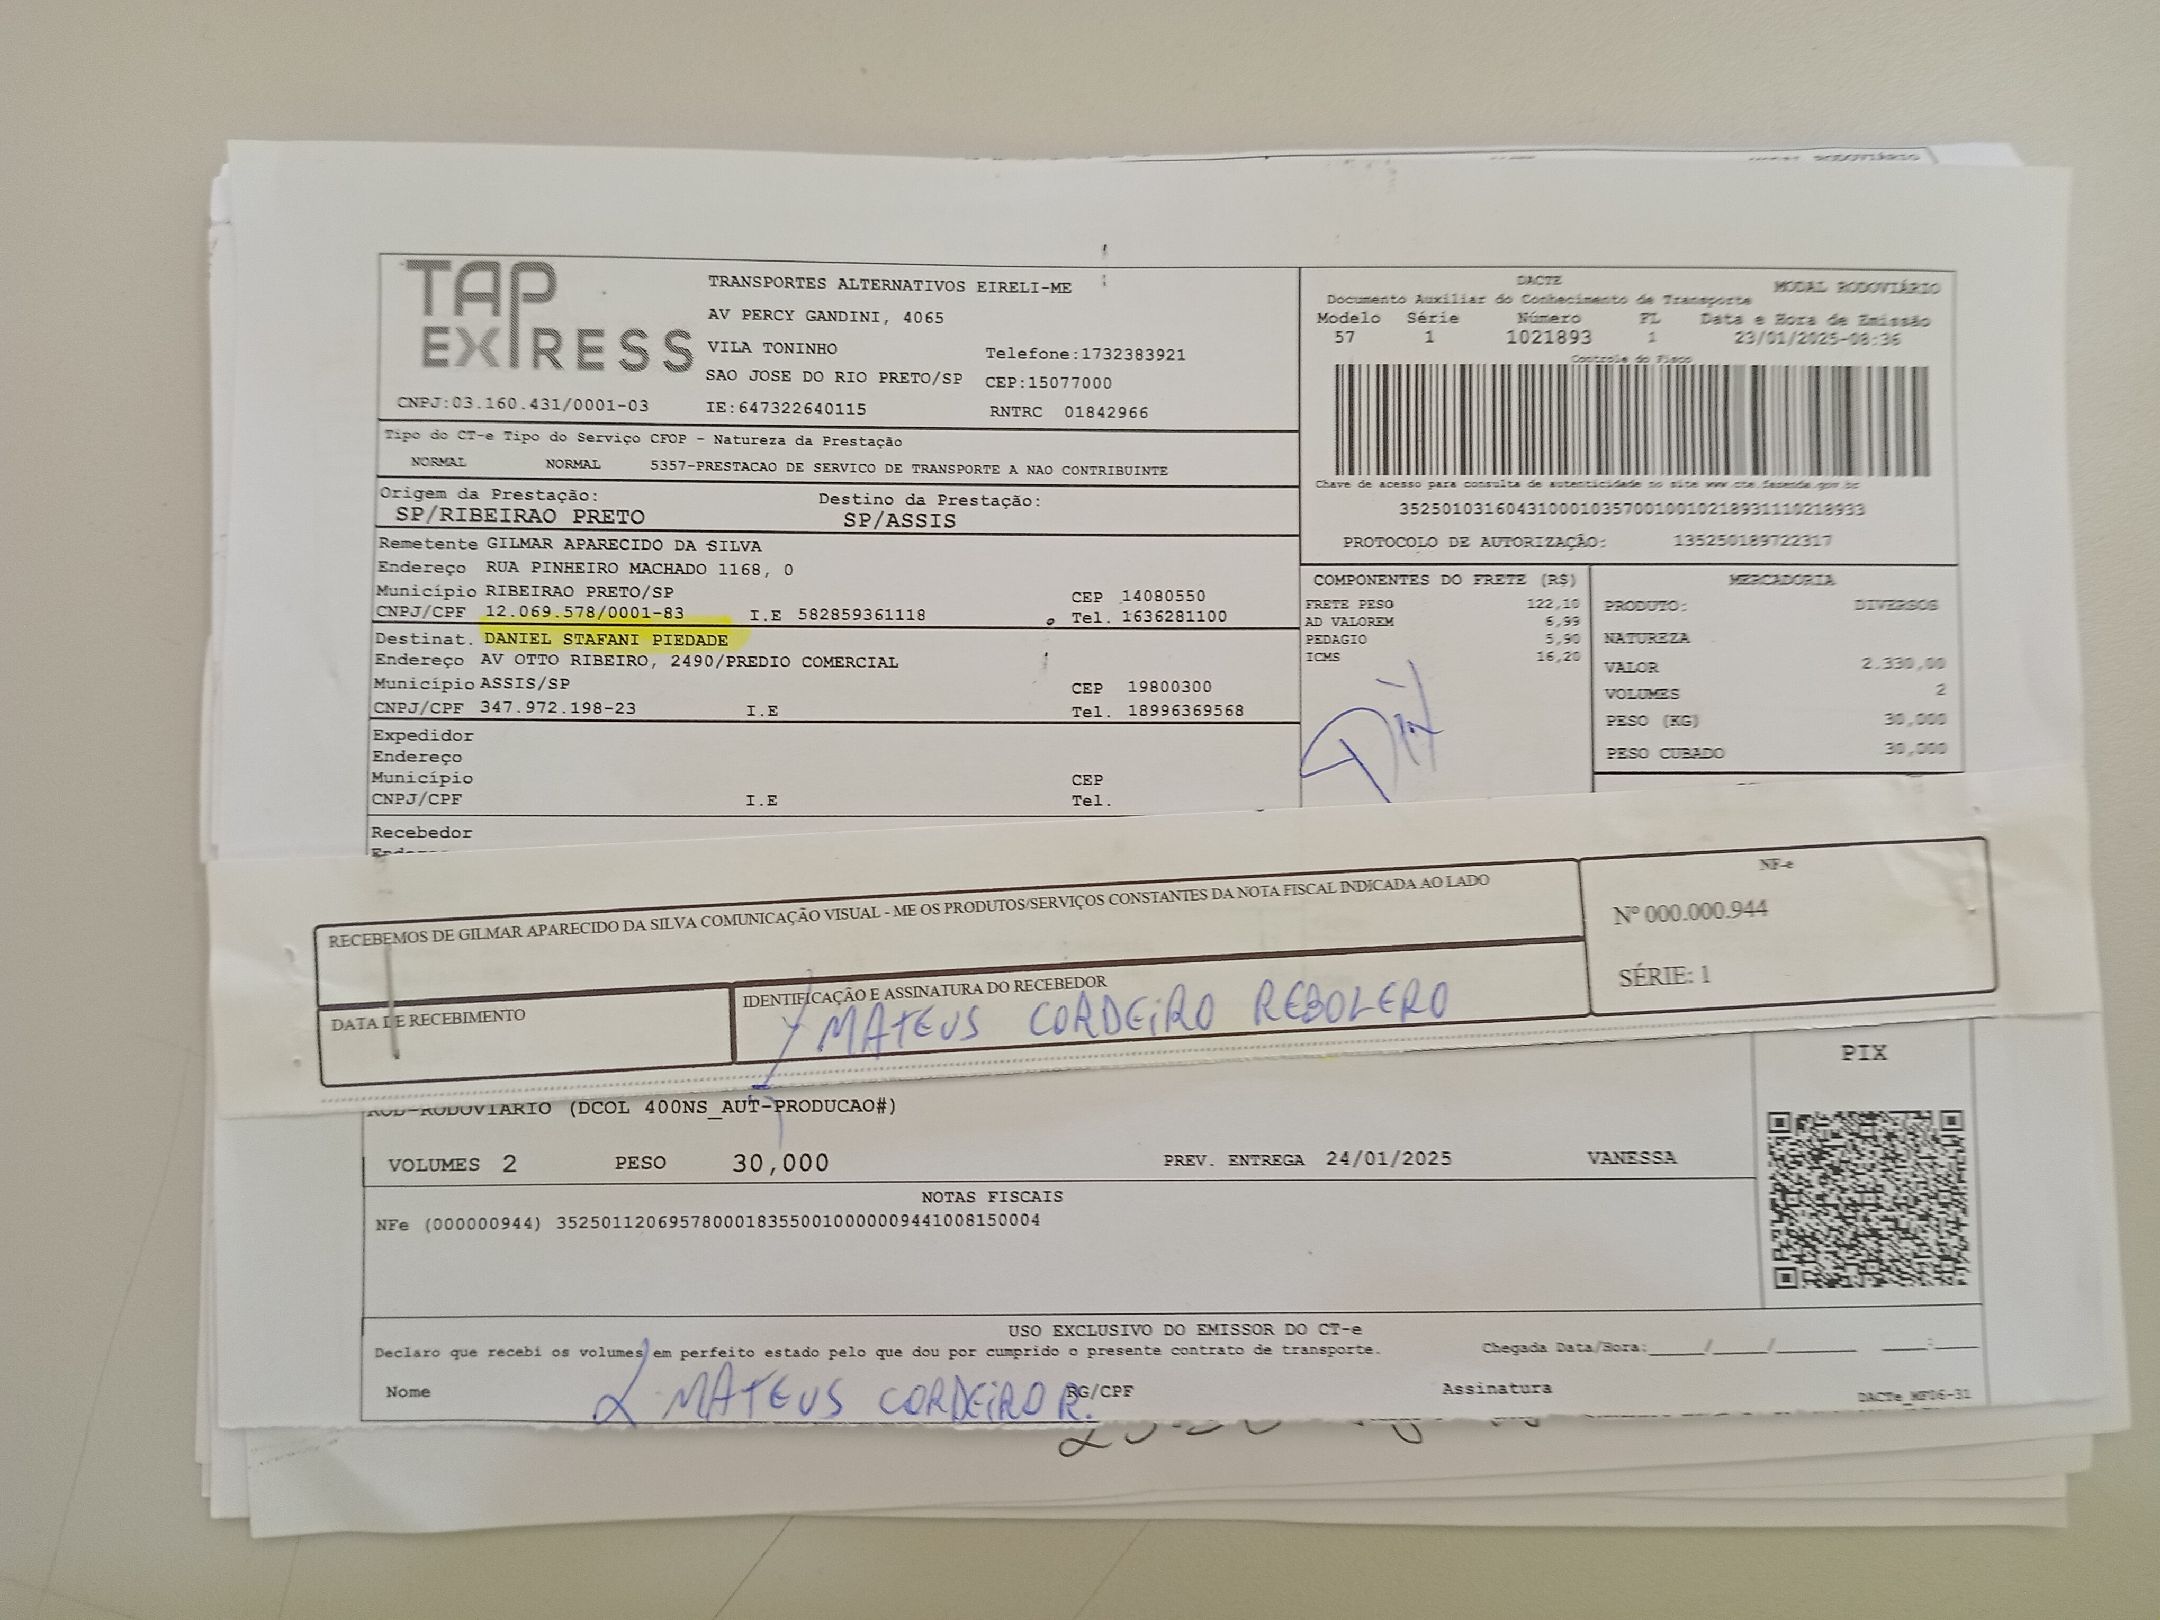 TAP EXPRESS
TRANSPORTES ALTERNATIVOS EIRELI-ME
AV PERCY GANDINI, 4065
VILA TONINHO Telefone:1732383921
SAO JOSE DO RIO PRETO/SP CEP:15077000
CNPJ:03.160.431/0001-03 IE:647322640115 RNTRC 01842966
DACTE MODAL RODOVIÁRIO
Documento Auxiliar do Conhecimento de Transporte
Modelo Série Número FL Data e Hora de Emissão
57 1 1021893 1 23/01/2025-08:36
Controle do Fisco
Chave de acesso para consulta de autenticidade no site www.cte.fazenda.gov.br
35250103160431000103570010010218931110218933
PROTOCOLO DE AUTORIZAÇÃO: 135250189722317
Tipo do CT-e Tipo do Serviço CFOP - Natureza da Prestação
NORMAL NORMAL 5357-PRESTACAO DE SERVICO DE TRANSPORTE A NAO CONTRIBUINTE
Origem da Prestação: Destino da Prestação:
SP/RIBEIRAO PRETO SP/ASSIS
Remetente GILMAR APARECIDO DA SILVA
Endereço RUA PINHEIRO MACHADO 1168, 0
Município RIBEIRAO PRETO/SP CEP 14080550
CNPJ/CPF 12.069.578/0001-83 I.E 582859361118 Tel. 1636281100
Destinat. DANIEL STAFANI PIEDADE
Endereço AV OTTO RIBEIRO, 2490/PREDIO COMERCIAL
Município ASSIS/SP CEP 19800300
CNPJ/CPF 347.972.198-23 I.E Tel. 18996369568
Expedidor
Endereço
Município CEP
CNPJ/CPF I.E Tel.
Recebedor
COMPONENTES DO FRETE (R$)
FRETE PESO 122,10
AD VALOREM 6,99
PEDAGIO 5,90
ICMS 16,20
MERCADORIA
PRODUTO: DIVERSOS
NATUREZA
VALOR 2.330,00
VOLUMES 2
PESO (KG) 30,000
PESO CUBADO 30,000
RECEBEMOS DE GILMAR APARECIDO DA SILVA COMUNICAÇÃO VISUAL - ME OS PRODUTOS/SERVIÇOS CONSTANTES DA NOTA FISCAL INDICADA AO LADO
NF-e
Nº 000.000.944
SÉRIE: 1
DATA DE RECEBIMENTO
IDENTIFICAÇÃO E ASSINATURA DO RECEBEDOR
MATEUS CORDEIRO REBOLERO
ROD-RODOVIARIO (DCOL 400NS_AUT-PRODUCAO#)
PIX
VOLUMES 2 PESO 30,000 PREV. ENTREGA 24/01/2025 VANESSA
NOTAS FISCAIS
NFe (000000944) 35250112069578000183550010000009441008150004
USO EXCLUSIVO DO EMISSOR DO CT-e
Declaro que recebi os volumes em perfeito estado pelo que dou por cumprido o presente contrato de transporte. Chegada Data/Hora:____/____/______ ___:___
Nome MATEUS CORDEIRO R. RG/CPF Assinatura DACTe_MF06-31